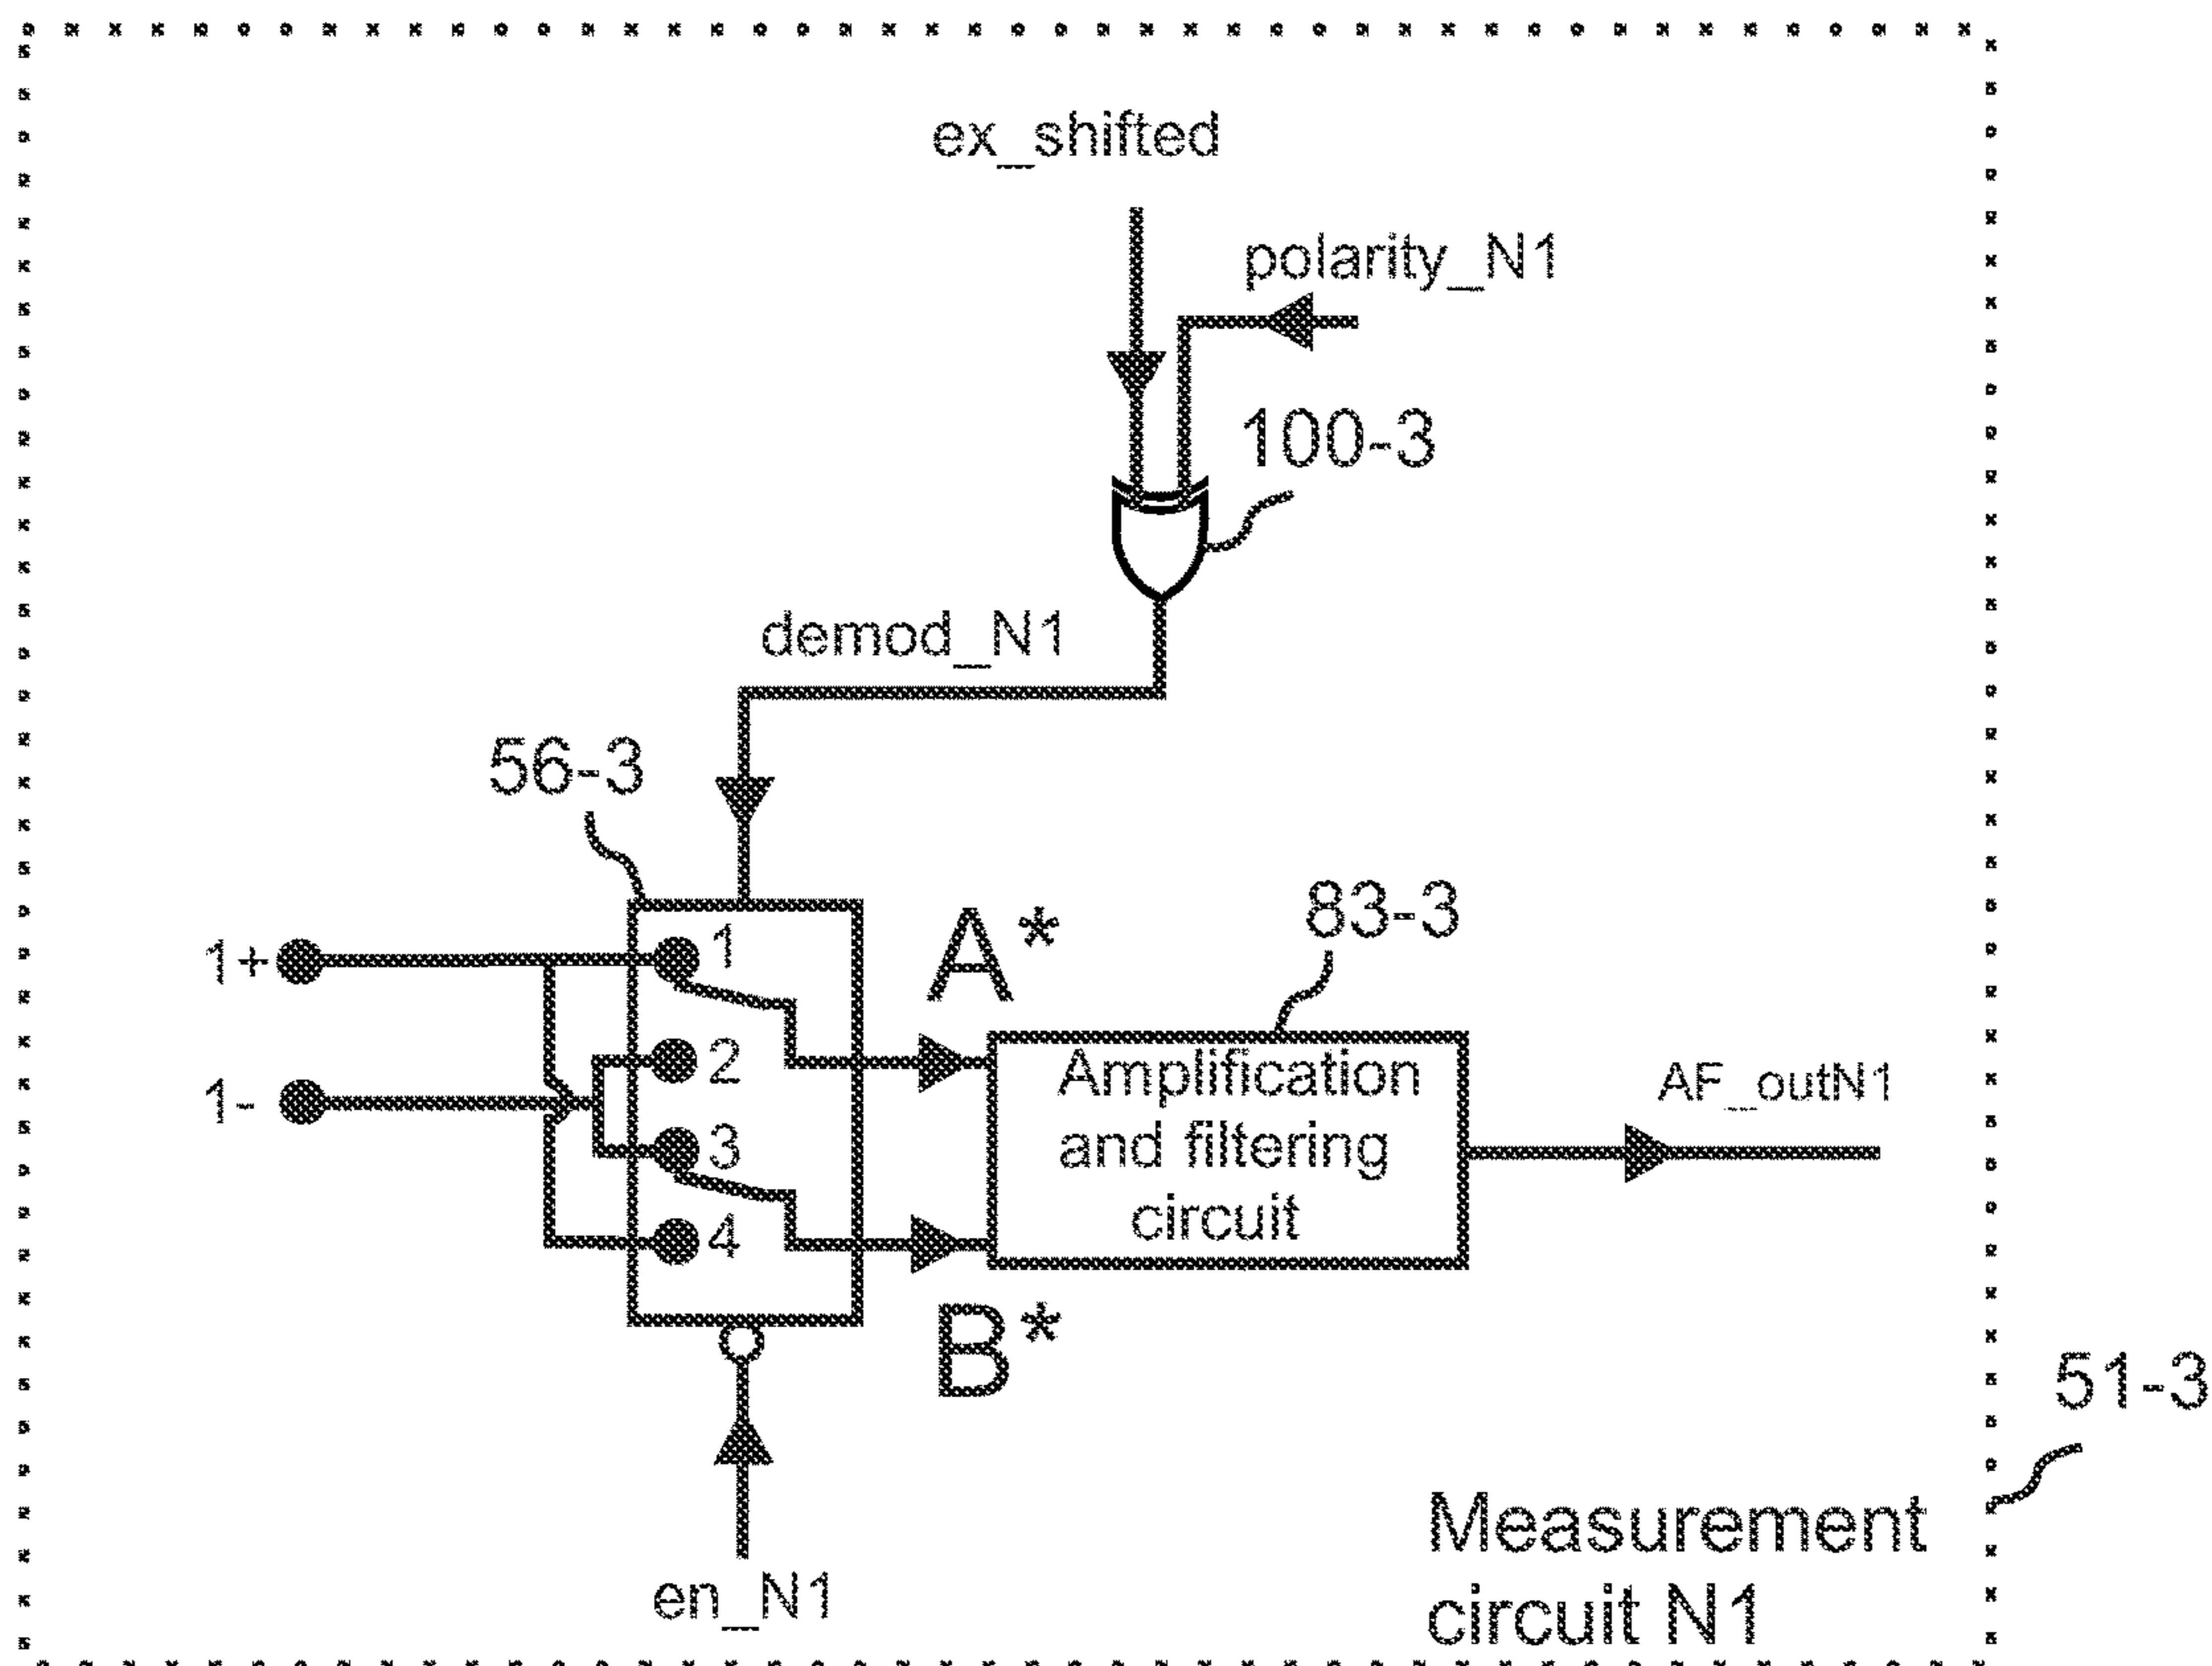 ex_shifted
polarity_N1
100-3
demod_N1
56-3
83-3
1+
1
A*
2
1-
3
4
Amplification
and filtering
circuit
AF_outN1
B*
51-3
en_N1
Measurement
circuit N1